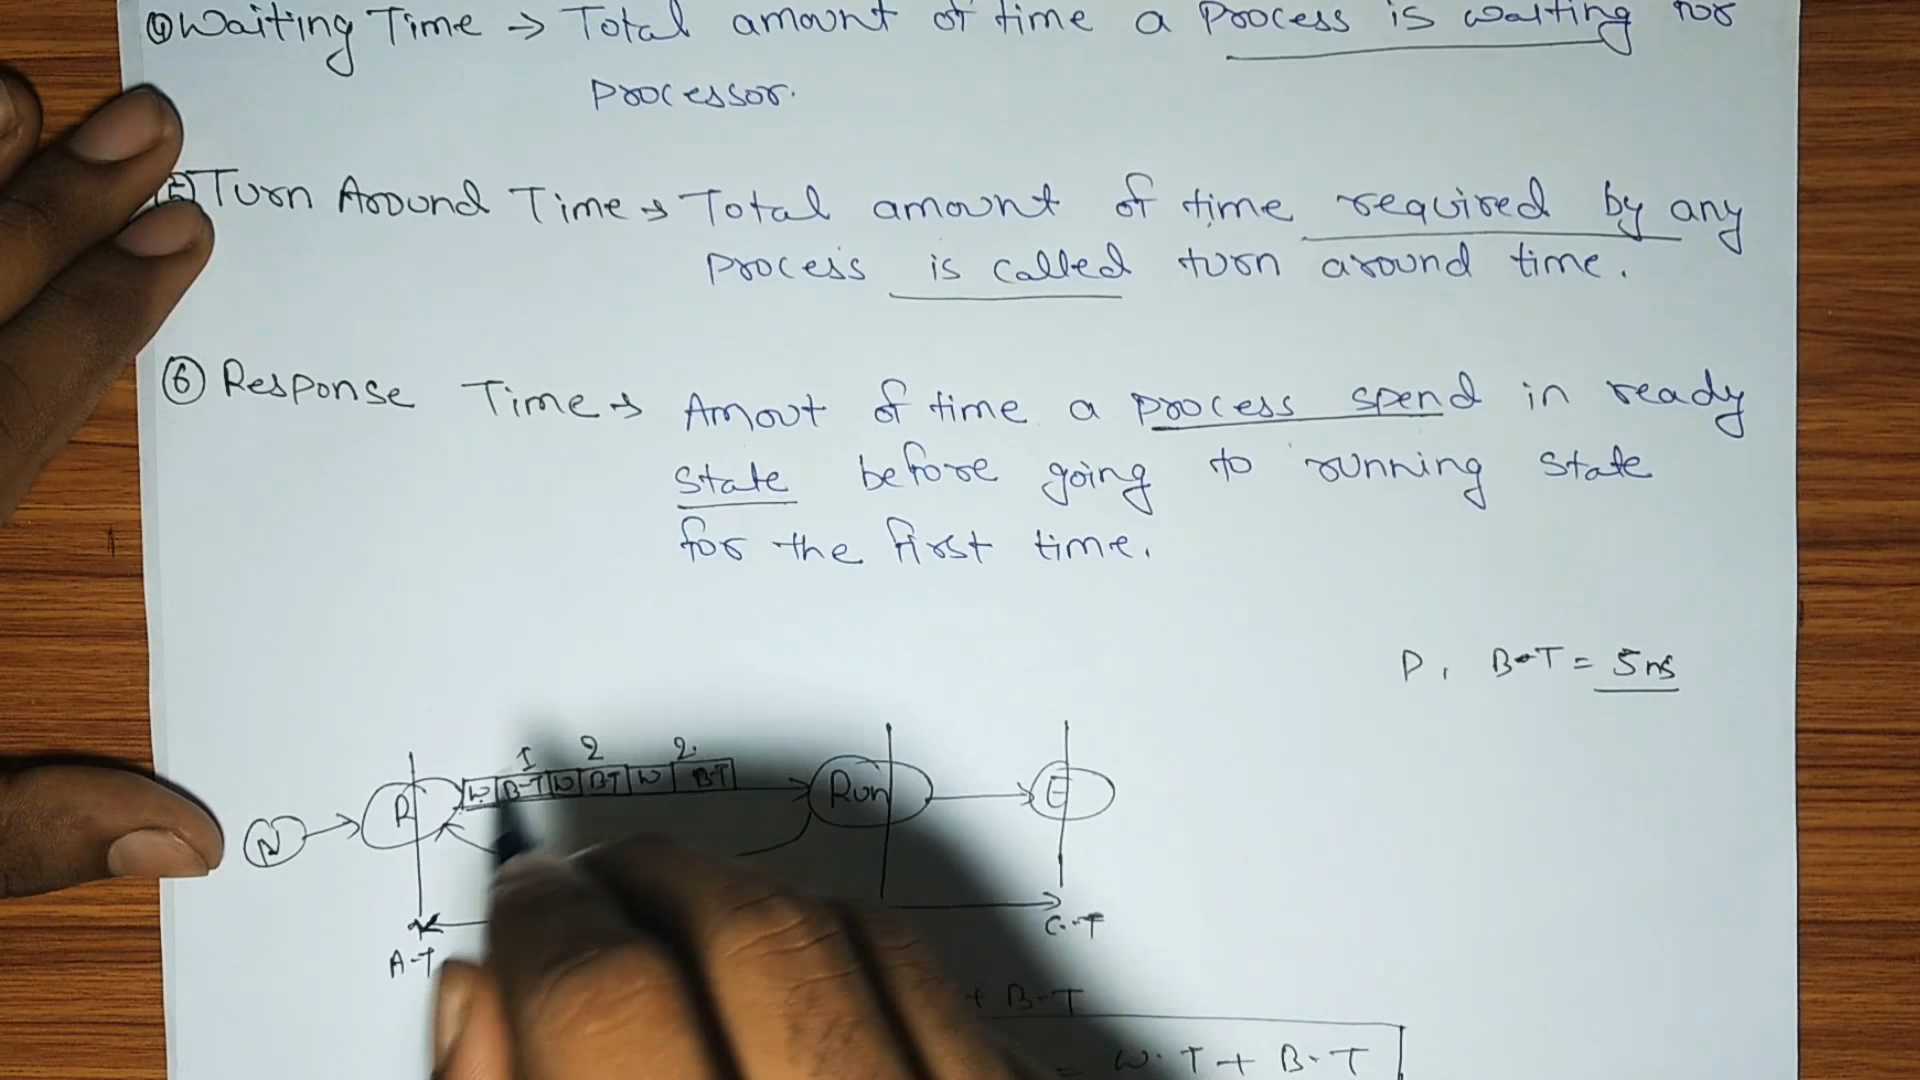 ④ Waiting Time → Total amount of time a process is waiting for
processor.
Turn Around Time → Total amount of time required by any
process is called turn around time.
⑥ Response Time → Amout of time a process spend in ready
state before going to running state
for the first time.
P1 B-T = 5ns
1 2 2
N R W B-T W BT W BT Run E
A-T C.T
+ B-T
= W.T + B.T